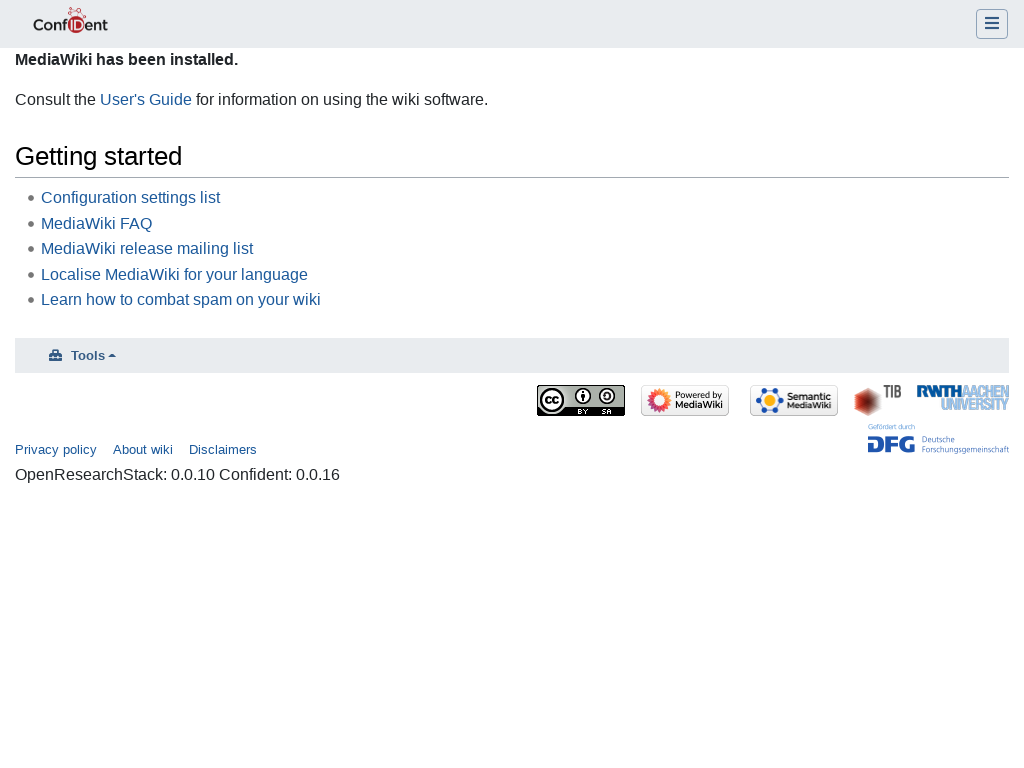 ConfIDent
MediaWiki has been installed.
Consult the User's Guide for information on using the wiki software.
Getting started
Configuration settings list
MediaWiki FAQ
MediaWiki release mailing list
Localise MediaWiki for your language
Learn how to combat spam on your wiki
Tools
cc BY SA
Powered by
MediaWiki
Semantic
MediaWiki
TIB
RWTHAACHEN
UNIVERSITY
Gefördert durch
DFG Deutsche
Forschungsgemeinschaft
Privacy policy About wiki Disclaimers
OpenResearchStack: 0.0.10 Confident: 0.0.16